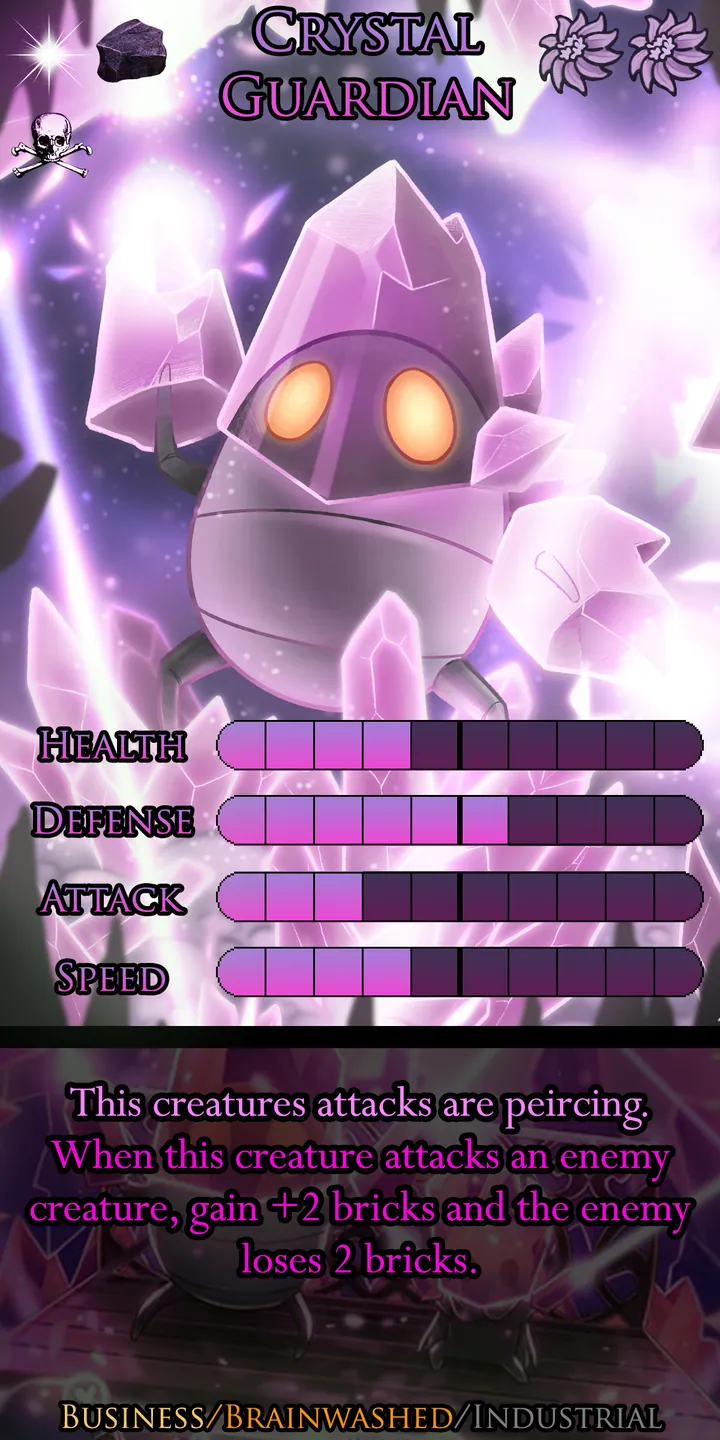 Crystal
Guardian
Health
Defense
Attack
Speed
This creatures attacks are peircing.
When this creature attacks an enemy
creature, gain +2 bricks and the enemy
loses 2 bricks.
Business/Brainwashed/Industrial